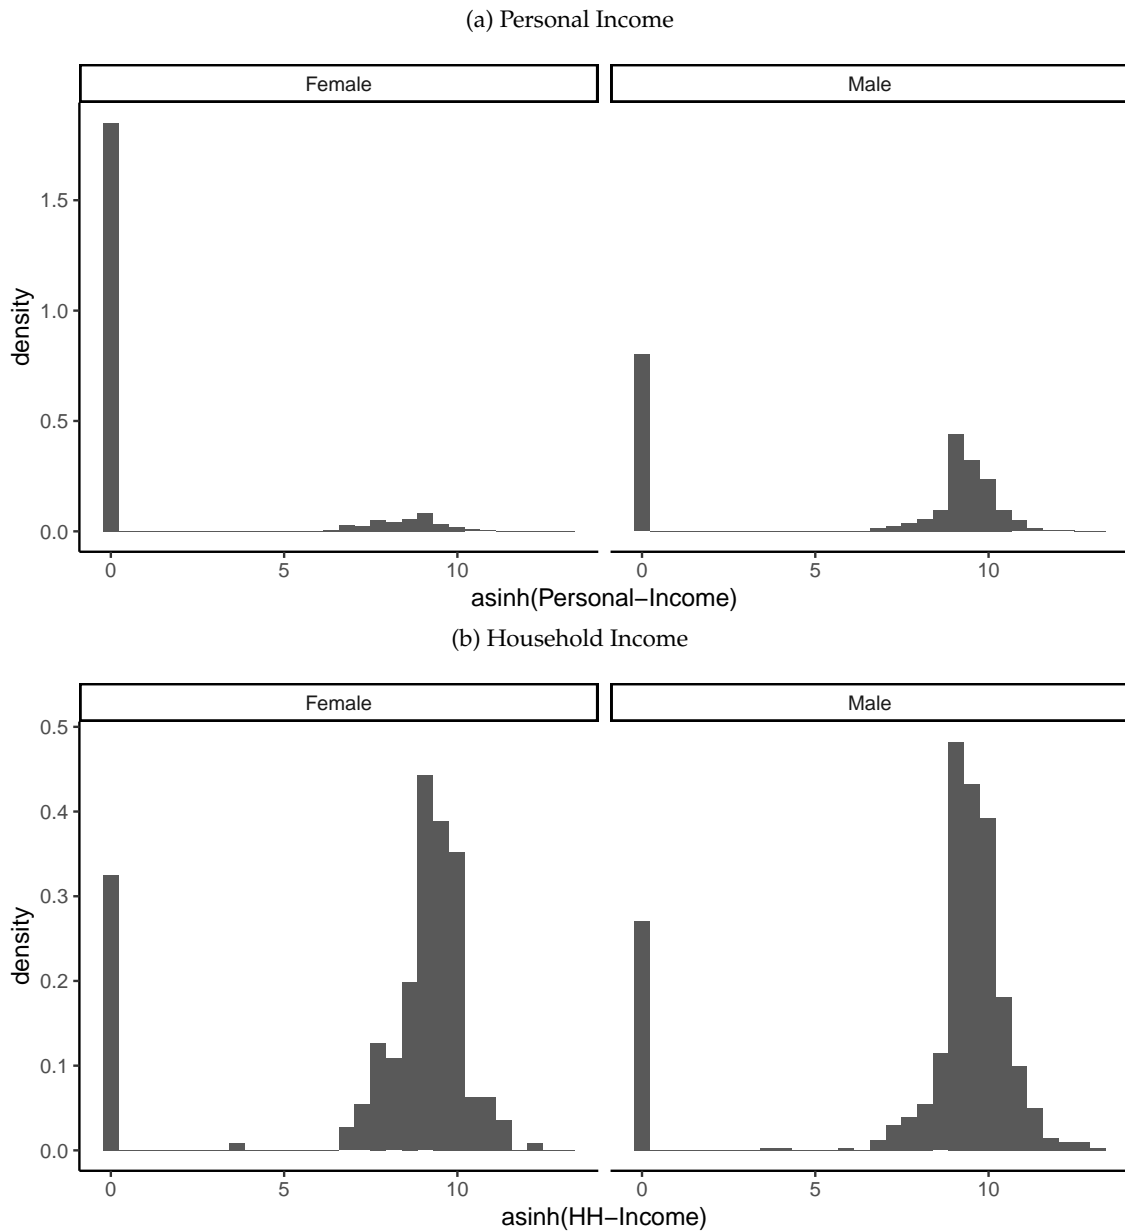 (a) Personal Income
Female Male
1.5
1.0
0.5
0.0
density
0 5 10 0 5 10
asinh(Personal−Income)
(b) Household Income
Female Male
0.5
0.4
0.3
0.2
0.1
0.0
density
0 5 10 0 5 10
asinh(HH−Income)